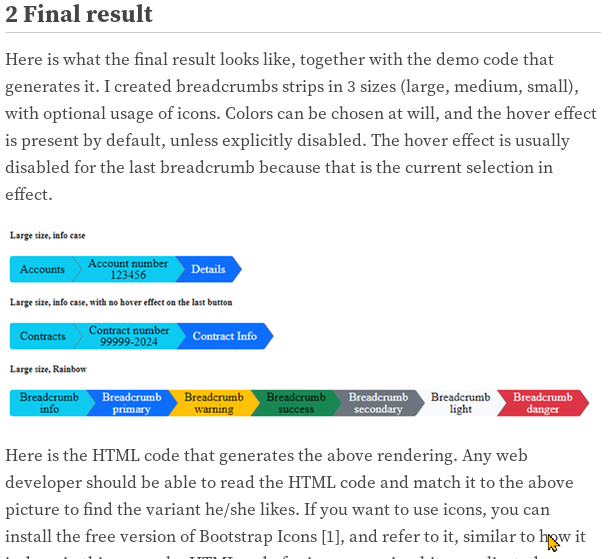 2 Final result
Here is what the final result looks like, together with the demo code that
generates it. I created breadcrumbs strips in 3 sizes (large, medium, small),
with optional usage of icons. Colors can be chosen at will, and the hover effect
is present by default, unless explicitly disabled. The hover effect is usually
disabled for the last breadcrumb because that is the current selection in
effect.
Large size, info case
Accounts Account number Details
123456
Large size, info case, with no hover effect on the last button
Contracts Contract number Contract Info
99999-2024
Large size, Rainbow
Breadcrumb Breadcrumb Breadcrumb Breadcrumb Breadcrumb Breadcrumb Breadcrumb
info primary warning success secondary light danger
Here is the HTML code that generates the above rendering. Any web
developer should be able to read the HTML code and match it to the above
picture to find the variant he/she likes. If you want to use icons, you can
install the free version of Bootstrap Icons [1], and refer to it, similar to how it